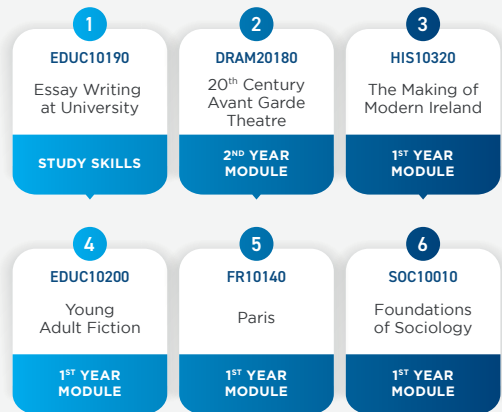 1
EDUC10190
Essay Writing
at University
STUDY SKILLS
2
DRAM20180
20th Century
Avant Garde
Theatre
2ND YEAR
MODULE
3
HIS10320
The Making of
Modern Ireland
1ST YEAR
MODULE
4
EDUC10200
Young
Adult Fiction
1ST YEAR
MODULE
5
FR10140
Paris
1ST YEAR
MODULE
6
SOC10010
Foundations
of Sociology
1ST YEAR
MODULE